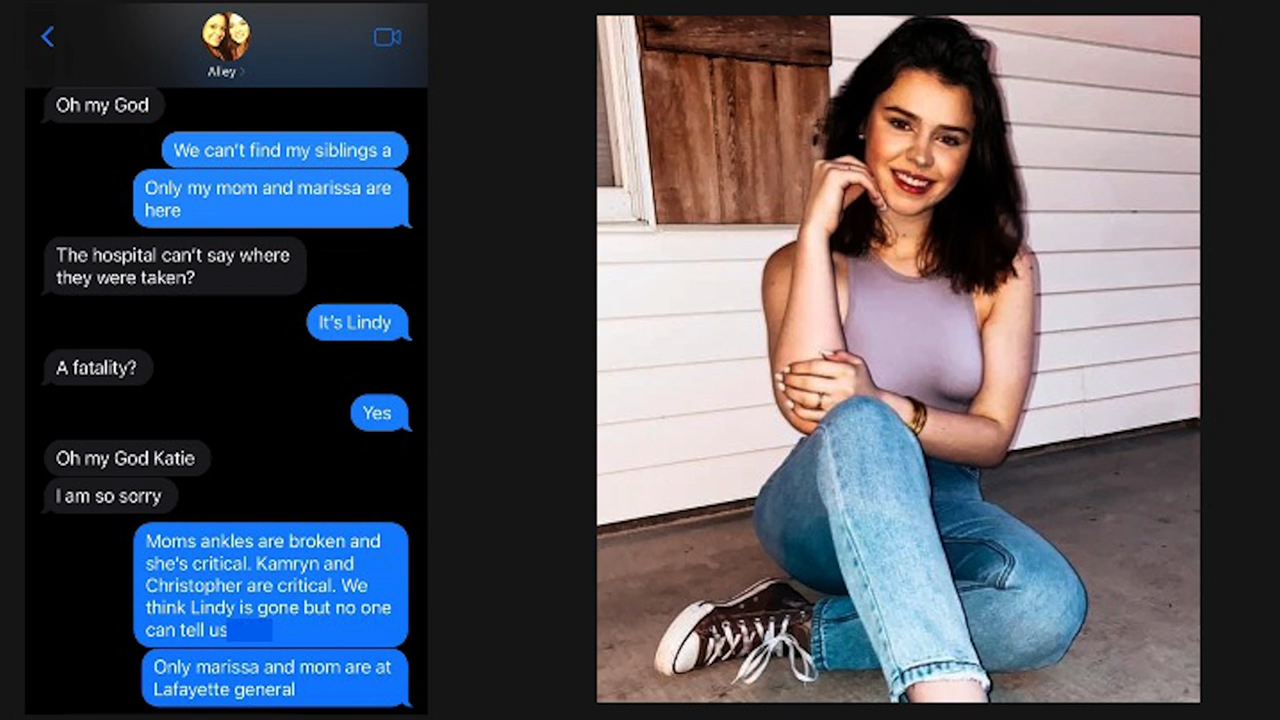 Alley
Oh my God
We can't find my siblings a
Only my mom and marissa are
here
The hospital can't say where
they were taken?
It's Lindy
A fatality?
Yes
Oh my God Katie
I am so sorry
Moms ankles are broken and
she's critical. Kamryn and
Christopher are critical. We
think Lindy is gone but no one
can tell us
Only marissa and mom are at
Lafayette general